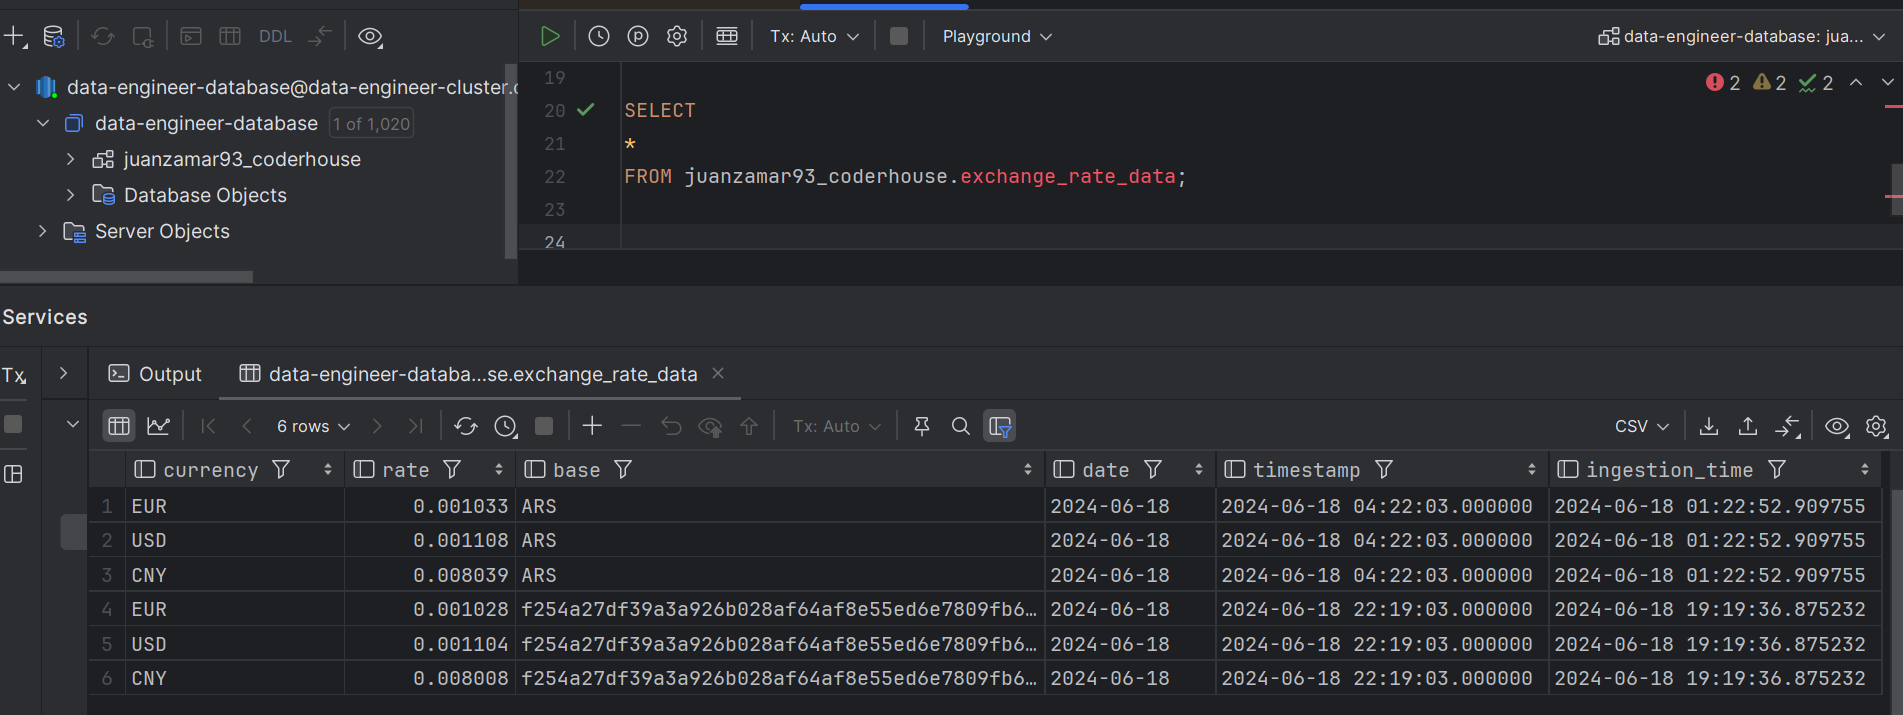 DDL
Tx: Auto
Playground
data-engineer-database: jua...
data-engineer-database@data-engineer-cluster.
data-engineer-database 1 of 1,020
juanzamar93_coderhouse
Database Objects
Server Objects
19
2 2 2
20 SELECT
21 *
22 FROM juanzamar93_coderhouse.exchange_rate_data;
23
24
Services
Tx
Output
data-engineer-databa...se.exchange_rate_data
6 rows
Tx: Auto
CSV
currency rate base date timestamp ingestion_time
1 EUR 0.001033 ARS 2024-06-18 2024-06-18 04:22:03.000000 2024-06-18 01:22:52.909755
2 USD 0.001108 ARS 2024-06-18 2024-06-18 04:22:03.000000 2024-06-18 01:22:52.909755
3 CNY 0.008039 ARS 2024-06-18 2024-06-18 04:22:03.000000 2024-06-18 01:22:52.909755
4 EUR 0.001028 f254a27df39a3a926b028af64af8e55ed6e7809fb6... 2024-06-18 2024-06-18 22:19:03.000000 2024-06-18 19:19:36.875232
5 USD 0.001104 f254a27df39a3a926b028af64af8e55ed6e7809fb6... 2024-06-18 2024-06-18 22:19:03.000000 2024-06-18 19:19:36.875232
6 CNY 0.008008 f254a27df39a3a926b028af64af8e55ed6e7809fb6... 2024-06-18 2024-06-18 22:19:03.000000 2024-06-18 19:19:36.875232